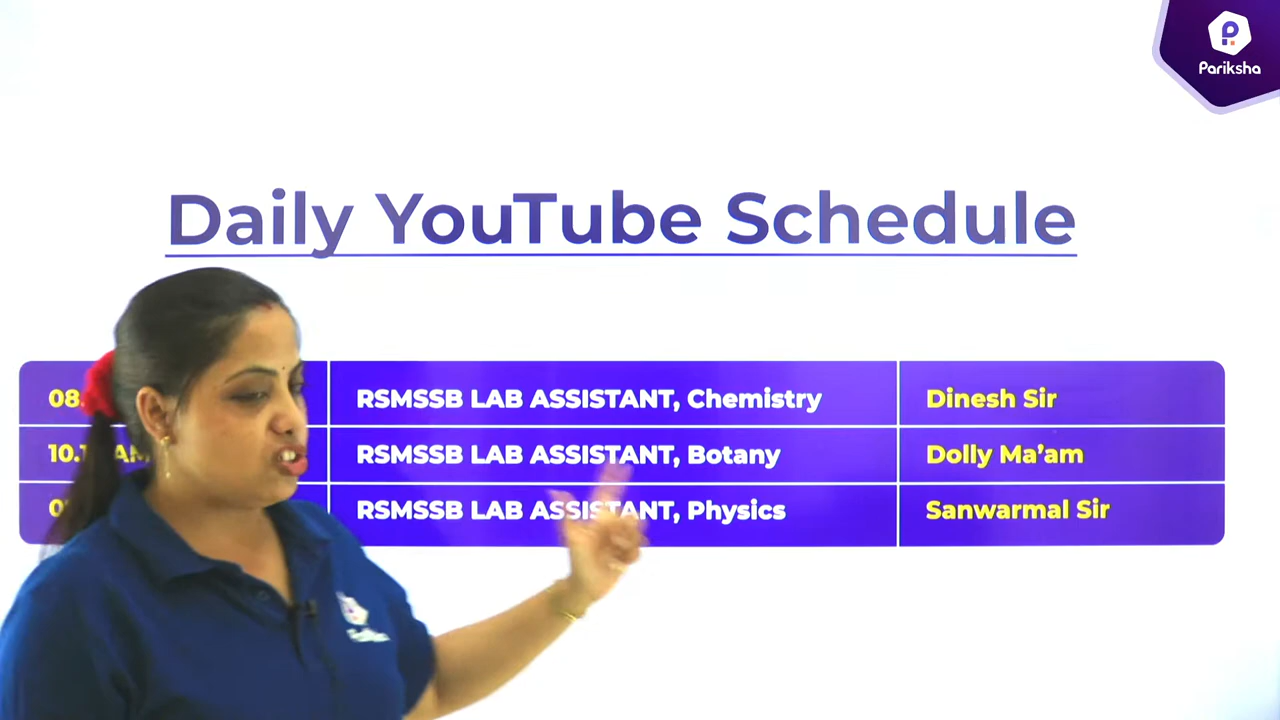 Pariksha
Daily YouTube Schedule
RSMSSB LAB ASSISTANT, Chemistry
Dinesh Sir
RSMSSB LAB ASSISTANT, Botany
Dolly Ma’am
RSMSSB LAB ASSISTANT, Physics
Sanwarmal Sir